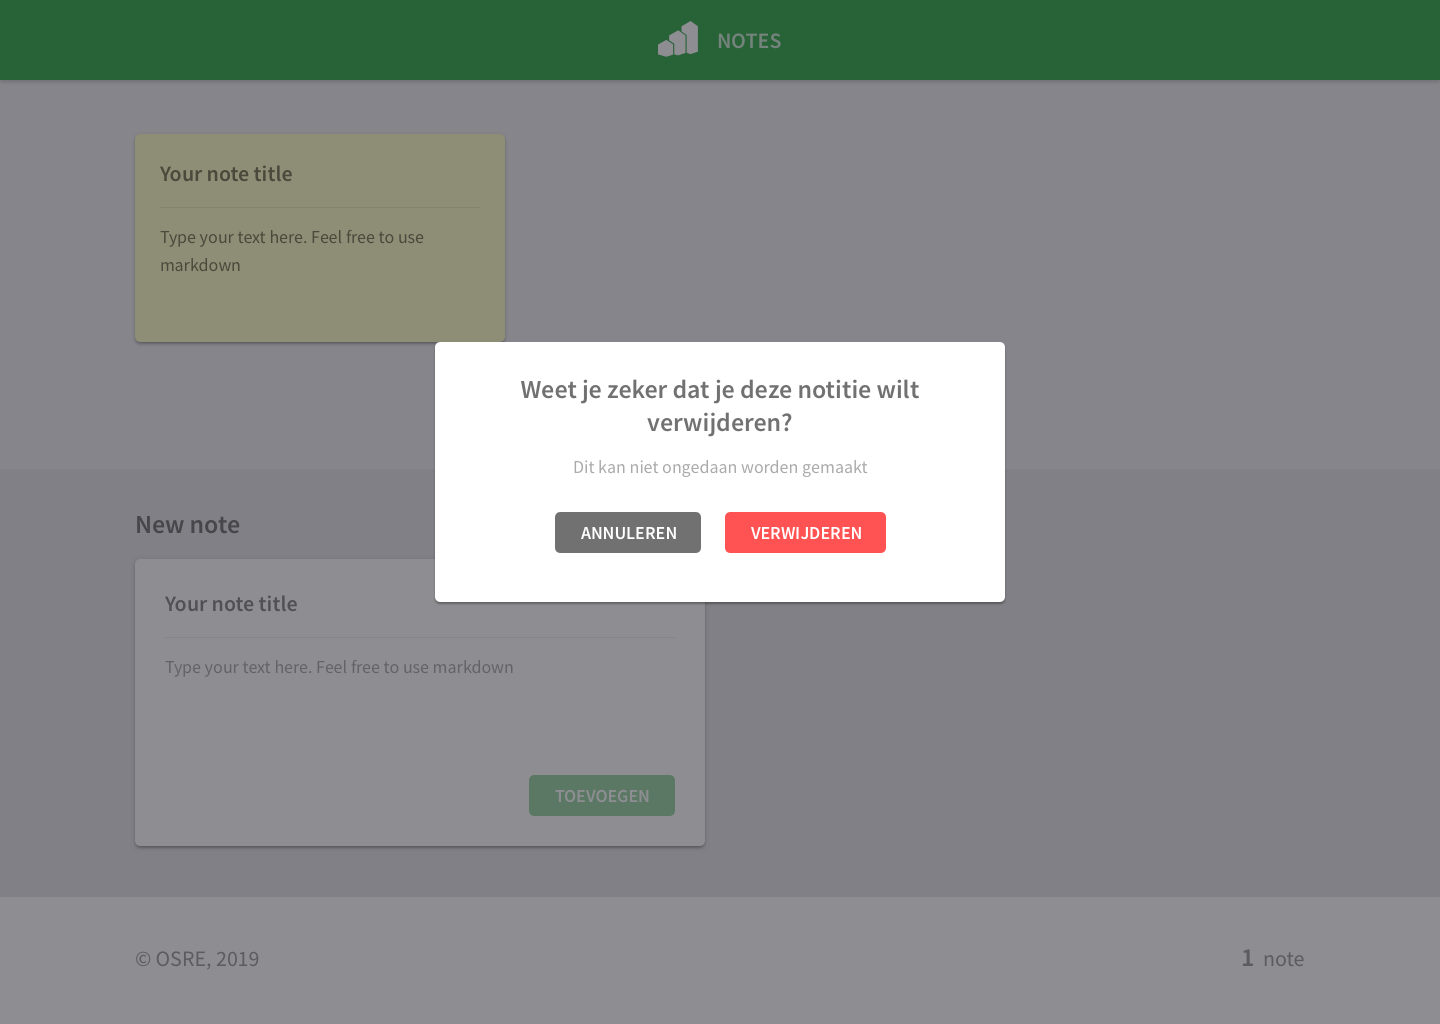 NOTES
Your note title
Type your text here. Feel free to use
markdown
Weet je zeker dat je deze notitie wilt
verwijderen?
Dit kan niet ongedaan worden gemaakt
ANNULEREN
VERWIJDEREN
New note
Your note title
Type your text here. Feel free to use markdown
TOEVOEGEN
© OSRE, 2019
1 note